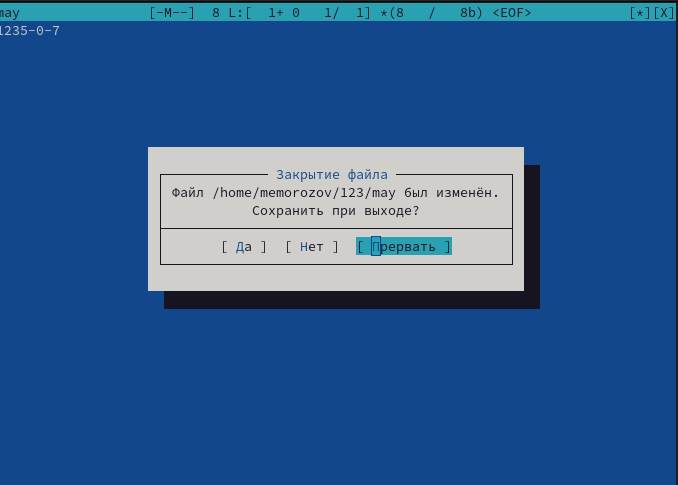 may [-M--] 8 L:[ 1+ 0 1/ 1] *(8 / 8b) <EOF> [*][X]
1235-0-7
Закрытие файла
Файл /home/memorozov/123/may был изменён.
Сохранить при выходе?
[ Да ] [ Нет ] [ Прервать ]